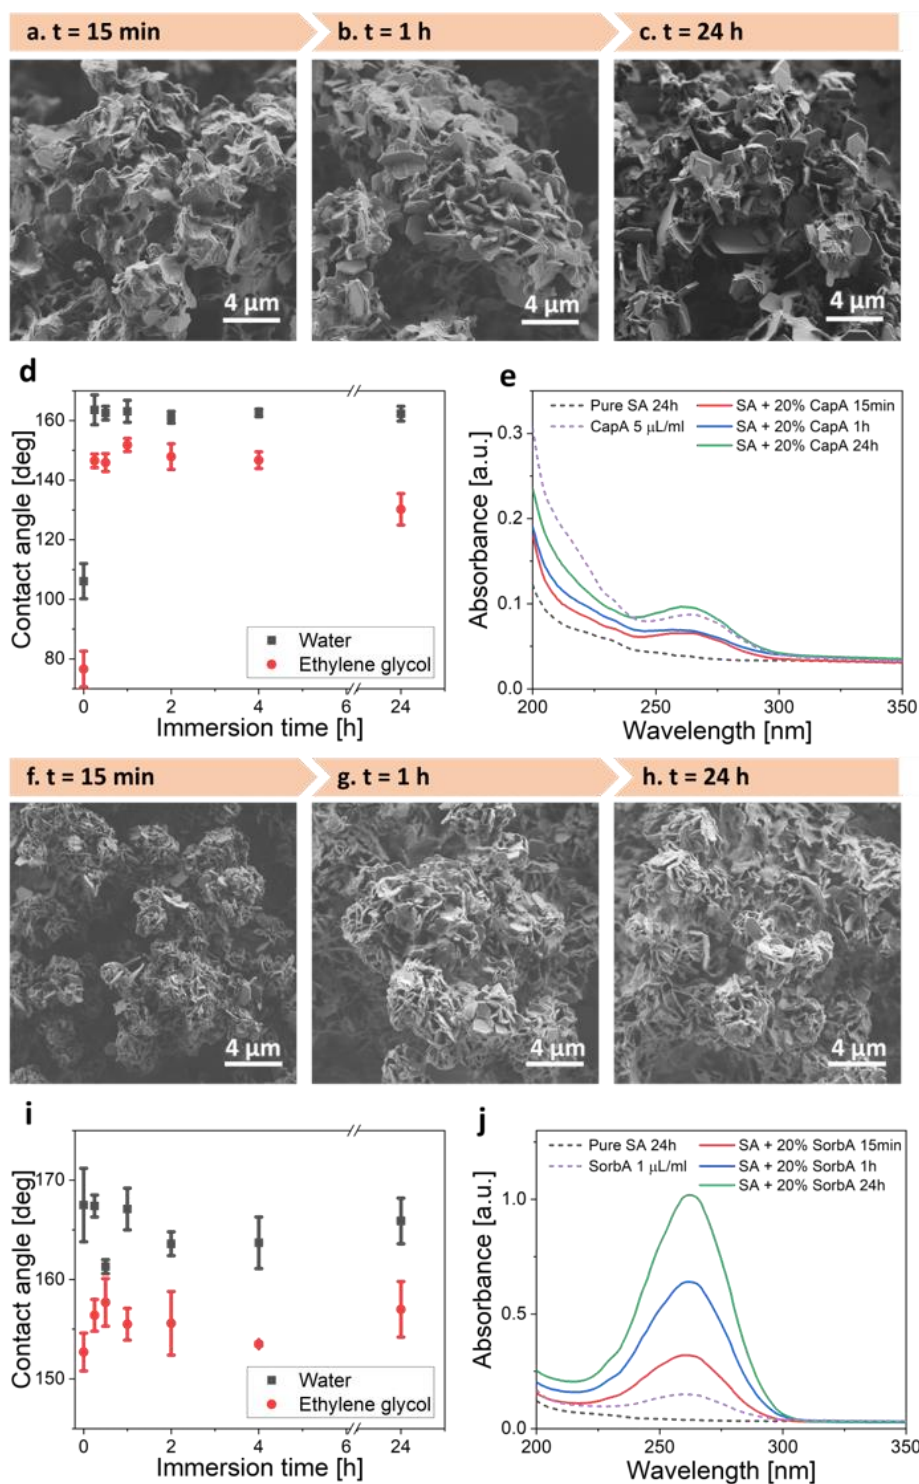 a. t = 15 min
b. t = 1 h
c. t = 24 h
4 μm
4 μm
4 μm
d
160
140
120
100
80
Contact angle [deg]
Water
Ethylene glycol
0
2
4
6
24
Immersion time [h]
e
Pure SA 24h
CapA 5 μL/ml
SA + 20% CapA 15min
SA + 20% CapA 1h
SA + 20% CapA 24h
0.3
0.2
0.1
0.0
Absorbance [a.u.]
200
250
300
350
Wavelength [nm]
f. t = 15 min
g. t = 1 h
h. t = 24 h
4 μm
4 μm
4 μm
i
170
160
150
Contact angle [deg]
Water
Ethylene glycol
0
2
4
6
24
Immersion time [h]
j
Pure SA 24h
SorbA 1 μL/ml
SA + 20% SorbA 15min
SA + 20% SorbA 1h
SA + 20% SorbA 24h
1.0
0.5
0.0
Absorbance [a.u.]
200
250
300
350
Wavelength [nm]